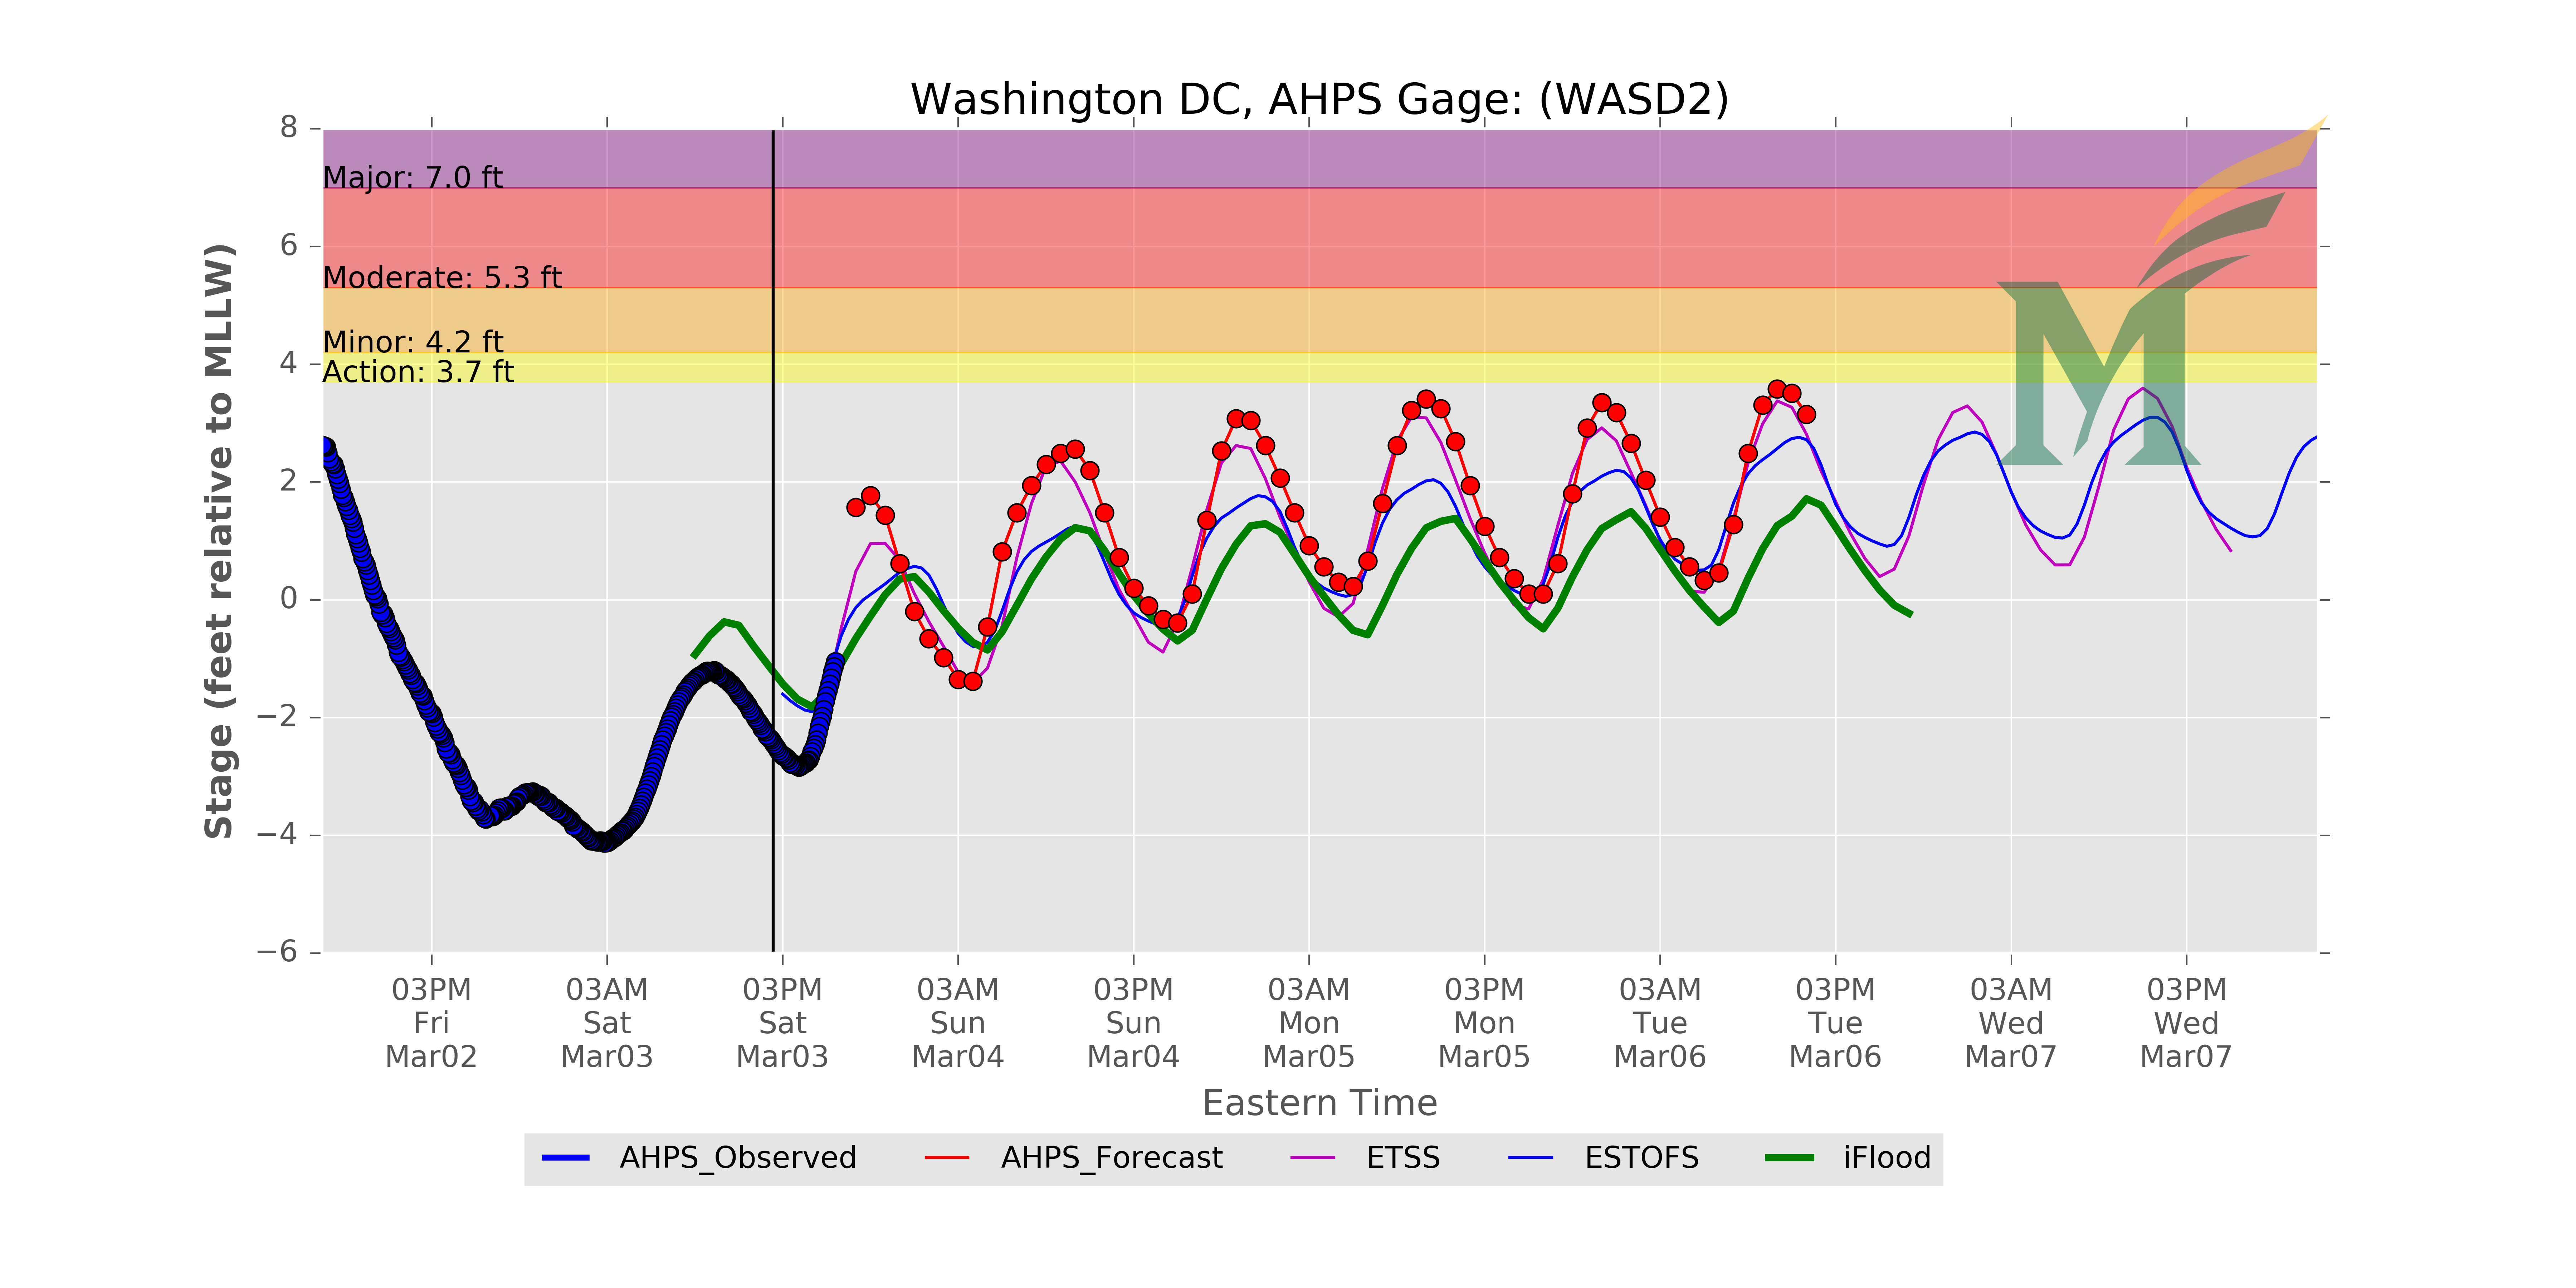 Washington DC, AHPS Gage: (WASD2)
8
Major: 7.0 ft
6
Moderate: 5.3 ft
Minor: 4.2 ft
4
Action: 3.7 ft
2
0
−2
−4
−6
Stage (feet relative to MLLW)
03PM 03AM 03PM 03AM 03PM 03AM 03PM 03AM 03PM 03AM 03PM
Fri Sat Sat Sun Sun Mon Mon Tue Tue Wed Wed
Mar02 Mar03 Mar03 Mar04 Mar04 Mar05 Mar05 Mar06 Mar06 Mar07 Mar07
Eastern Time
AHPS_Observed AHPS_Forecast ETSS ESTOFS iFlood
M